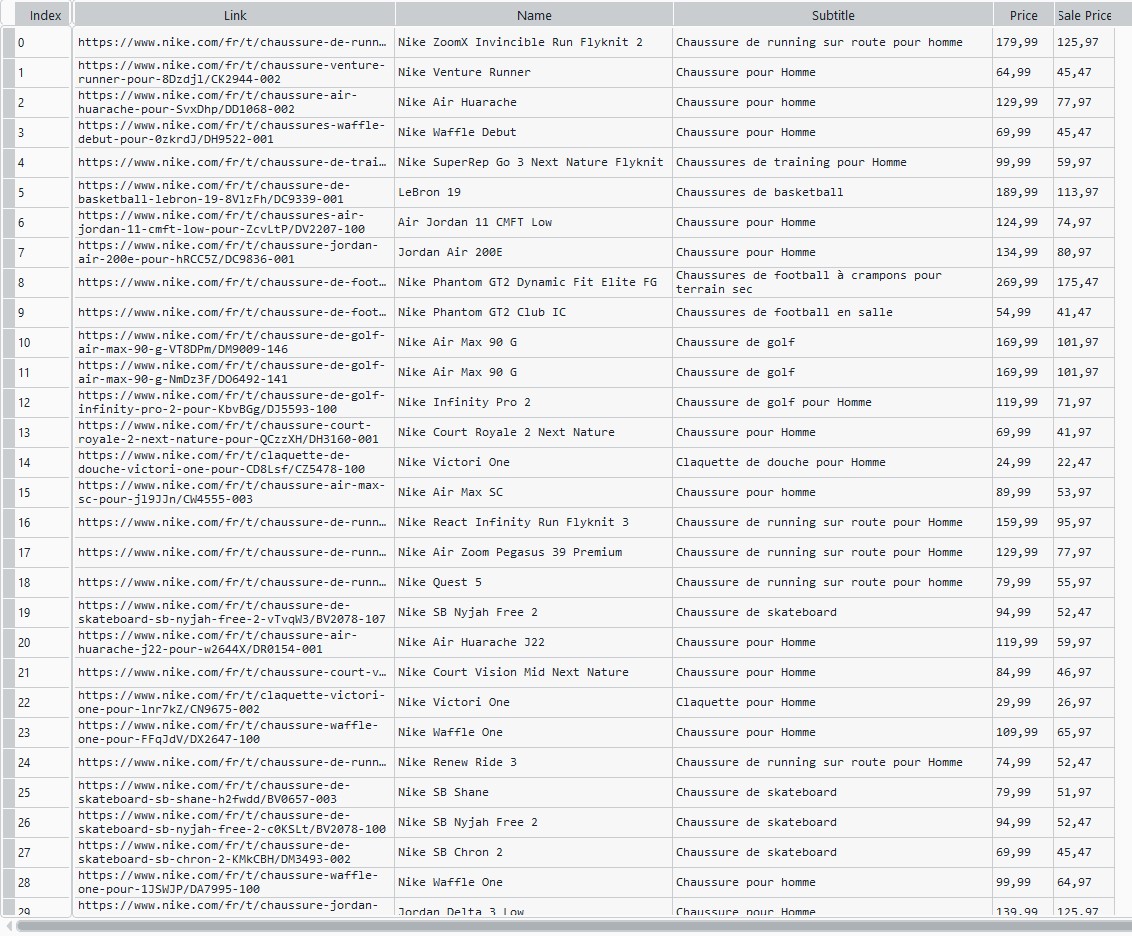 Index Link Name Subtitle Price Sale Price
0 https://www.nike.com/fr/t/chaussure-de-runn… Nike ZoomX Invincible Run Flyknit 2 Chaussure de running sur route pour homme 179,99 125,97
1 https://www.nike.com/fr/t/chaussure-venture-
runner-pour-8Dzdjl/CK2944-002 Nike Venture Runner Chaussure pour Homme 64,99 45,47
2 https://www.nike.com/fr/t/chaussure-air-
huarache-pour-SvxDhp/DD1068-002 Nike Air Huarache Chaussure pour homme 129,99 77,97
3 https://www.nike.com/fr/t/chaussures-waffle-
debut-pour-0zkrdJ/DH9522-001 Nike Waffle Debut Chaussure pour Homme 69,99 45,47
4 https://www.nike.com/fr/t/chaussure-de-trai… Nike SuperRep Go 3 Next Nature Flyknit Chaussures de training pour Homme 99,99 59,97
5 https://www.nike.com/fr/t/chaussure-de-
basketball-lebron-19-8VlzFh/DC9339-001 LeBron 19 Chaussures de basketball 189,99 113,97
6 https://www.nike.com/fr/t/chaussures-air-
jordan-11-cmft-low-pour-ZcvLtP/DV2207-100 Air Jordan 11 CMFT Low Chaussure pour Homme 124,99 74,97
7 https://www.nike.com/fr/t/chaussure-jordan-
air-200e-pour-hRCC5Z/DC9836-001 Jordan Air 200E Chaussure pour Homme 134,99 80,97
8 https://www.nike.com/fr/t/chaussure-de-foot… Nike Phantom GT2 Dynamic Fit Elite FG Chaussures de football à crampons pour
terrain sec 269,99 175,47
9 https://www.nike.com/fr/t/chaussure-de-foot… Nike Phantom GT2 Club IC Chaussures de football en salle 54,99 41,47
10 https://www.nike.com/fr/t/chaussure-de-golf-
air-max-90-g-VT8DPm/DM9009-146 Nike Air Max 90 G Chaussure de golf 169,99 101,97
11 https://www.nike.com/fr/t/chaussure-de-golf-
air-max-90-g-NmDz3F/DO6492-141 Nike Air Max 90 G Chaussure de golf 169,99 101,97
12 https://www.nike.com/fr/t/chaussure-de-golf-
infinity-pro-2-pour-KbvBGg/DJ5593-100 Nike Infinity Pro 2 Chaussure de golf pour Homme 119,99 71,97
13 https://www.nike.com/fr/t/chaussure-court-
royale-2-next-nature-pour-QCzzXH/DH3160-001 Nike Court Royale 2 Next Nature Chaussure pour Homme 69,99 41,97
14 https://www.nike.com/fr/t/claquette-de-
douche-victori-one-pour-CD8Lsf/CZ5478-100 Nike Victori One Claquette de douche pour Homme 24,99 22,47
15 https://www.nike.com/fr/t/chaussure-air-max-
sc-pour-jl9JJn/CW4555-003 Nike Air Max SC Chaussure pour homme 89,99 53,97
16 https://www.nike.com/fr/t/chaussure-de-runn… Nike React Infinity Run Flyknit 3 Chaussure de running sur route pour Homme 159,99 95,97
17 https://www.nike.com/fr/t/chaussure-de-runn… Nike Air Zoom Pegasus 39 Premium Chaussure de running sur route pour Homme 129,99 77,97
18 https://www.nike.com/fr/t/chaussure-de-runn… Nike Quest 5 Chaussure de running sur route pour homme 79,99 55,97
19 https://www.nike.com/fr/t/chaussure-de-
skateboard-sb-nyjah-free-2-vTvqW3/BV2078-107 Nike SB Nyjah Free 2 Chaussure de skateboard 94,99 52,47
20 https://www.nike.com/fr/t/chaussure-air-
huarache-j22-pour-w2644X/DR0154-001 Nike Air Huarache J22 Chaussure pour Homme 119,99 59,97
21 https://www.nike.com/fr/t/chaussure-court-v… Nike Court Vision Mid Next Nature Chaussure pour Homme 84,99 46,97
22 https://www.nike.com/fr/t/claquette-victori-
one-pour-lnr7kZ/CN9675-002 Nike Victori One Claquette pour Homme 29,99 26,97
23 https://www.nike.com/fr/t/chaussure-waffle-
one-pour-FFqJdV/DX2647-100 Nike Waffle One Chaussure pour Homme 109,99 65,97
24 https://www.nike.com/fr/t/chaussure-de-runn… Nike Renew Ride 3 Chaussure de running sur route pour Homme 74,99 52,47
25 https://www.nike.com/fr/t/chaussure-de-
skateboard-sb-shane-h2fwdd/BV0657-003 Nike SB Shane Chaussure de skateboard 79,99 51,97
26 https://www.nike.com/fr/t/chaussure-de-
skateboard-sb-nyjah-free-2-c0KSLt/BV2078-100 Nike SB Nyjah Free 2 Chaussure de skateboard 94,99 52,47
27 https://www.nike.com/fr/t/chaussure-de-
skateboard-sb-chron-2-KMkCBH/DM3493-002 Nike SB Chron 2 Chaussure de skateboard 69,99 45,47
28 https://www.nike.com/fr/t/chaussure-waffle-
one-pour-1JSWJP/DA7995-100 Nike Waffle One Chaussure pour homme 99,99 64,97
29 https://www.nike.com/fr/t/chaussure-jordan- Jordan Delta 3 Low Chaussure pour Homme 139,99 125,97